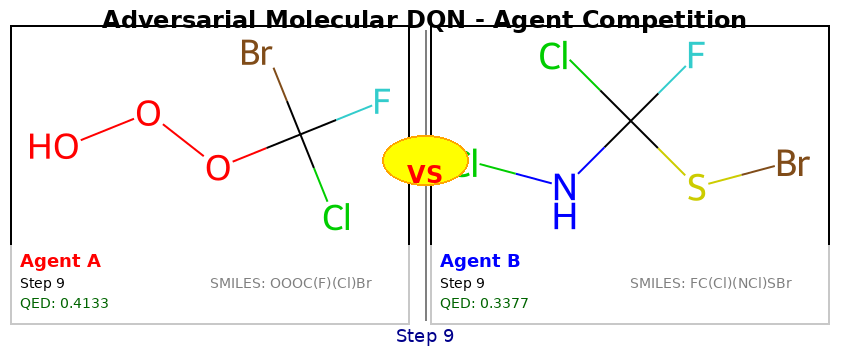 Adversarial Molecular DQN - Agent Competition
Br
F
O
HO
O
Cl
VS
Cl
F
Cl
N
H
S
Br
Agent A
Step 9
SMILES: OOOC(F)(Cl)Br
QED: 0.4133
Agent B
Step 9
SMILES: FC(Cl)(NCl)SBr
QED: 0.3377
Step 9